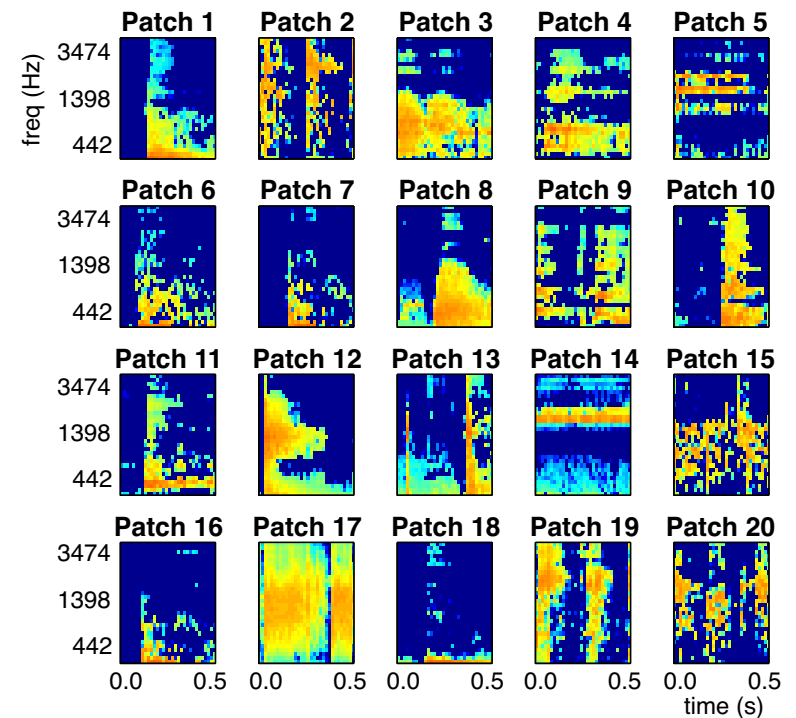 Patch 1 Patch 2 Patch 3 Patch 4 Patch 5
freq (Hz)
3474
1398
442
Patch 6 Patch 7 Patch 8 Patch 9 Patch 10
3474
1398
442
Patch 11 Patch 12 Patch 13 Patch 14 Patch 15
3474
1398
442
Patch 16 Patch 17 Patch 18 Patch 19 Patch 20
3474
1398
442
0.0 0.5 0.0 0.5 0.0 0.5 0.0 0.5 0.0 0.5
time (s)